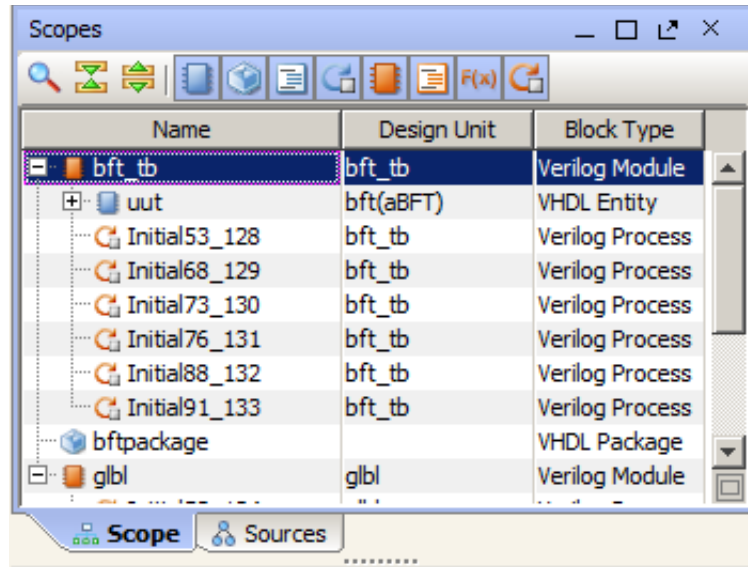 Scopes
F(x)
Name Design Unit Block Type
bft_tb bft_tb Verilog Module
uut bft(aBFT) VHDL Entity
Initial53_128 bft_tb Verilog Process
Initial68_129 bft_tb Verilog Process
Initial73_130 bft_tb Verilog Process
Initial76_131 bft_tb Verilog Process
Initial88_132 bft_tb Verilog Process
Initial91_133 bft_tb Verilog Process
bftpackage VHDL Package
glbl glbl Verilog Module
Scope Sources